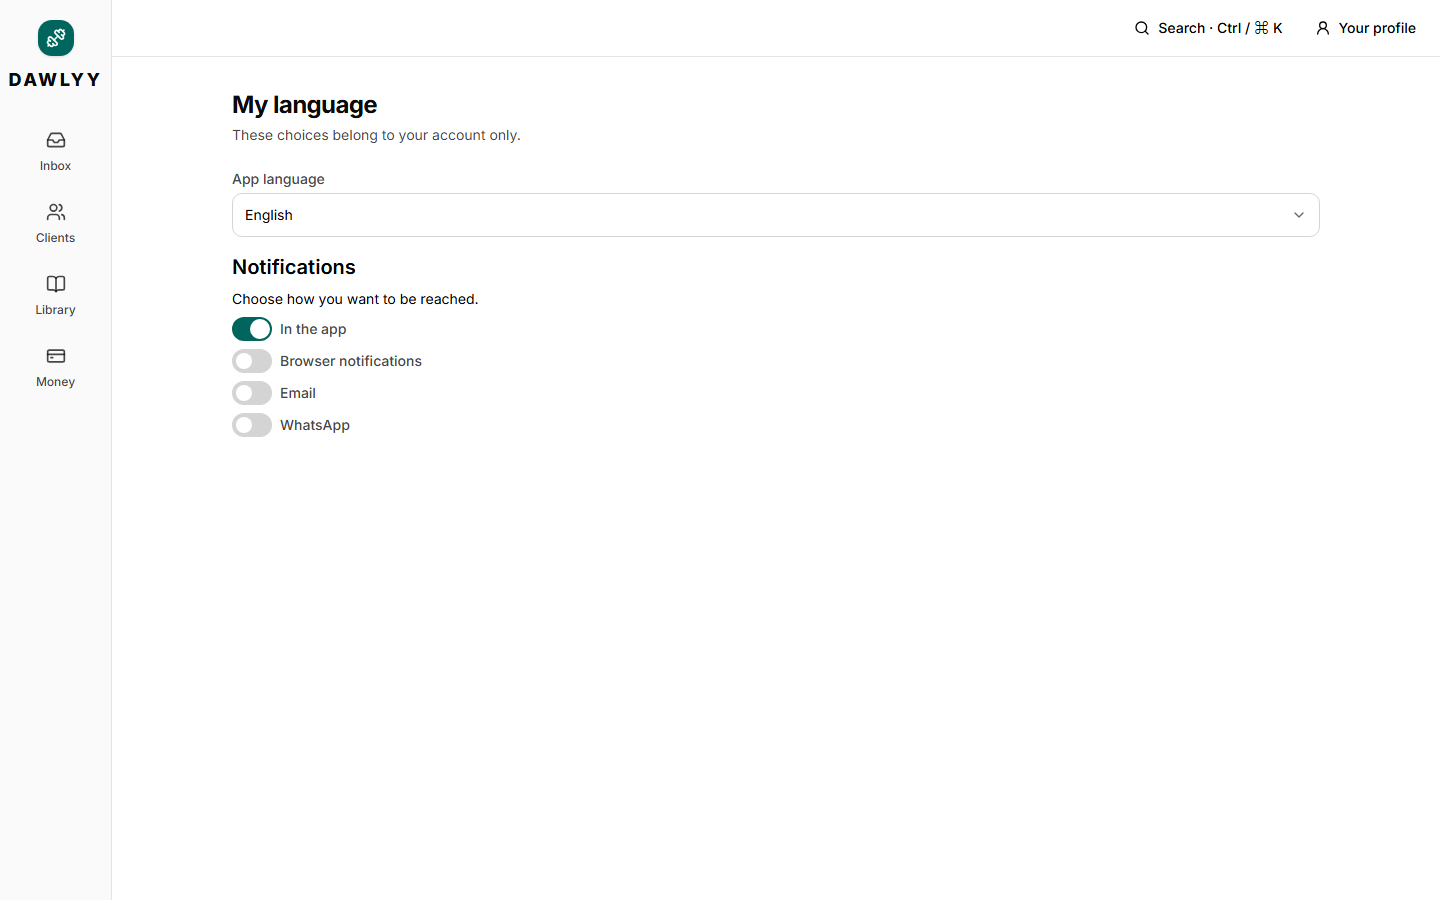 DAWLYY
Inbox
Clients
Library
Money
Search · Ctrl / ⌘ K
Your profile
My language
These choices belong to your account only.
App language
English
Notifications
Choose how you want to be reached.
In the app
Browser notifications
Email
WhatsApp